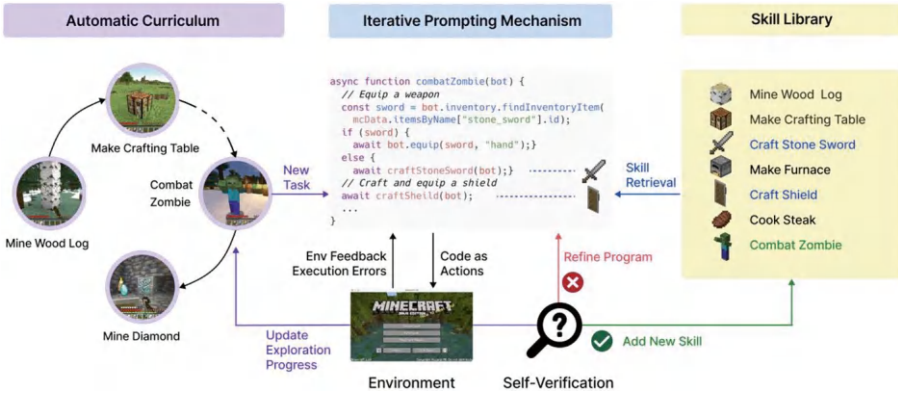 Automatic Curriculum
Iterative Prompting Mechanism
Skill Library
Make Crafting Table
Combat
Zombie
Mine Wood Log
Mine Diamond
New
Task
async function combatZombie(bot) {
// Equip a weapon
const sword = bot.inventory.findInventoryItem(
mcData.itemsByName["stone_sword"].id);
if (sword) {
await bot.equip(sword, "hand");}
else {
await craftStoneSword(bot);}
// Craft and equip a shield
await craftSheild(bot);
...
}
Skill
Retrieval
Mine Wood Log
Make Crafting Table
Craft Stone Sword
Make Furnace
Craft Shield
Cook Steak
Combat Zombie
Env Feedback
Execution Errors
Code as
Actions
Refine Program
Update
Exploration
Progress
MINECRAFT
Environment
?
Self-Verification
Add New Skill